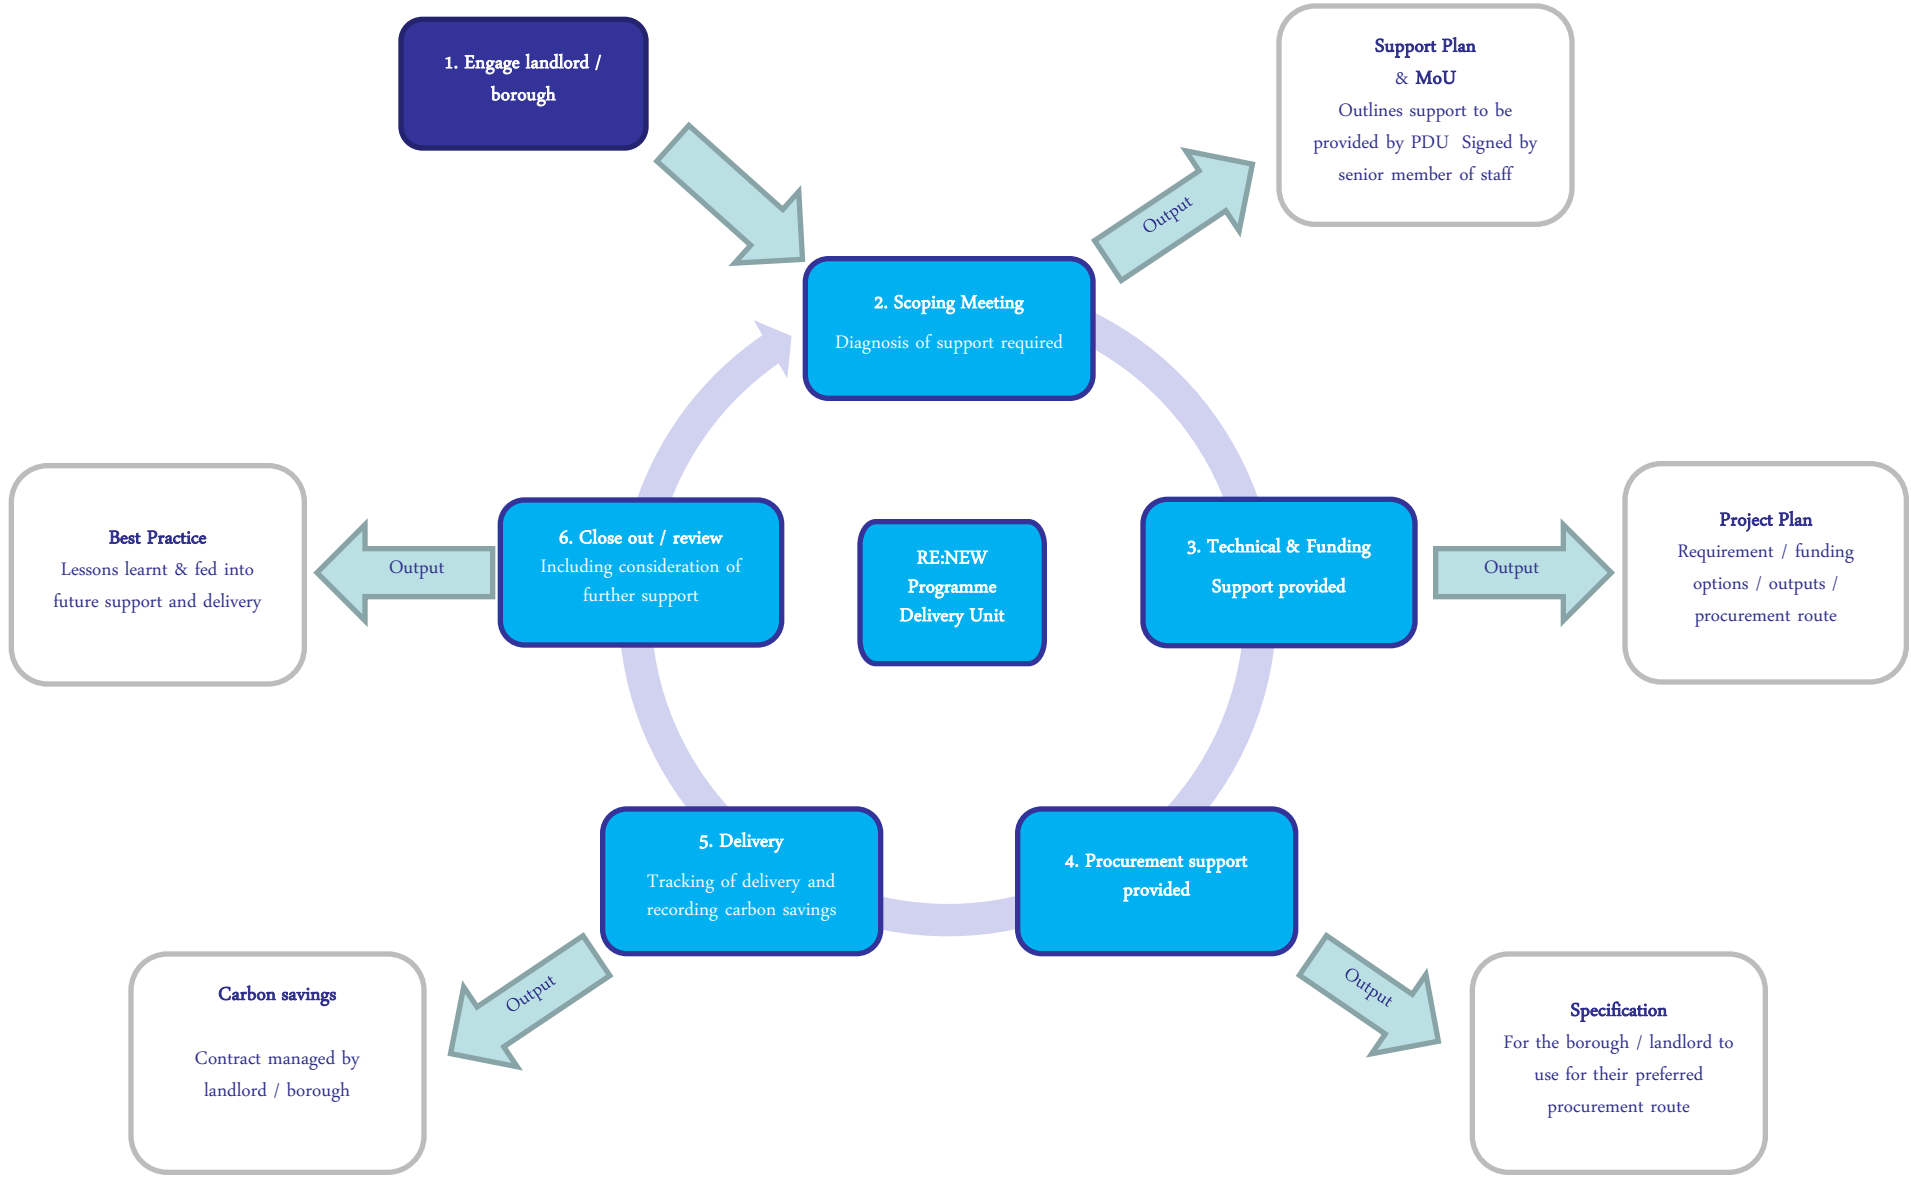 1. Engage landlord /
borough
Support Plan
& MoU
Outlines support to be
provided by PDU  Signed by
senior member of staff
Output
2. Scoping Meeting
Diagnosis of support required
Best Practice
Lessons learnt & fed into
future support and delivery
Output
6. Close out / review
Including consideration of
further support
RE:NEW
Programme
Delivery Unit
3. Technical & Funding
Support provided
Output
Project Plan
Requirement / funding
options / outputs /
procurement route
5. Delivery
Tracking of delivery and
recording carbon savings
4. Procurement support
provided
Output
Output
Carbon savings
Contract managed by
landlord / borough
Specification
For the borough / landlord to
use for their preferred
procurement route